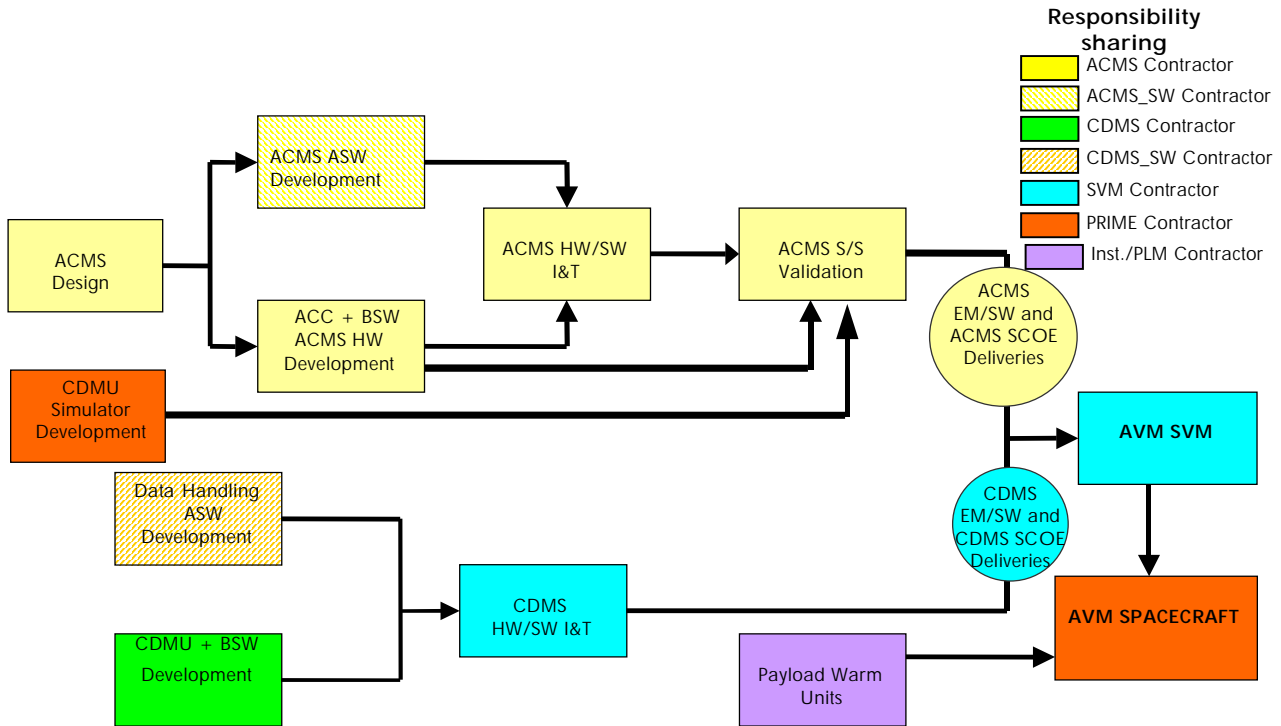 Responsibility
sharing
ACMS Contractor
ACMS_SW Contractor
CDMS Contractor
CDMS_SW Contractor
SVM Contractor
PRIME Contractor
Inst./PLM Contractor
ACMS ASW
Development
ACMS
Design
ACMS HW/SW
I&T
ACMS S/S
Validation
ACC + BSW
ACMS HW
Development
ACMS
EM/SW and
ACMS SCOE
Deliveries
CDMU
Simulator
Development
AVM SVM
Data Handling
ASW
Development
CDMS
EM/SW and
CDMS SCOE
Deliveries
CDMS
HW/SW I&T
AVM SPACECRAFT
CDMU + BSW
Development
Payload Warm
Units